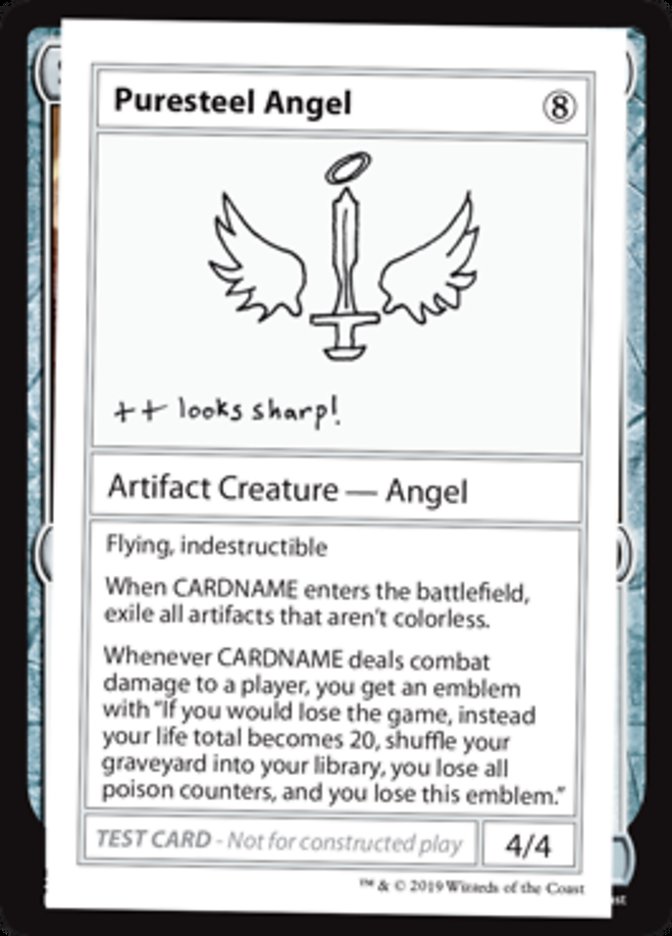 Puresteel Angel 8
++ looks sharp!
Artifact Creature — Angel
Flying, indestructible
When CARDNAME enters the battlefield,
exile all artifacts that aren't colorless.
Whenever CARDNAME deals combat
damage to a player, you get an emblem
with "If you would lose the game, instead
your life total becomes 20, shuffle your
graveyard into your library, you lose all
poison counters, and you lose this emblem."
TEST CARD - Not for constructed play 4/4
™ & © 2019 Wizards of the Coast